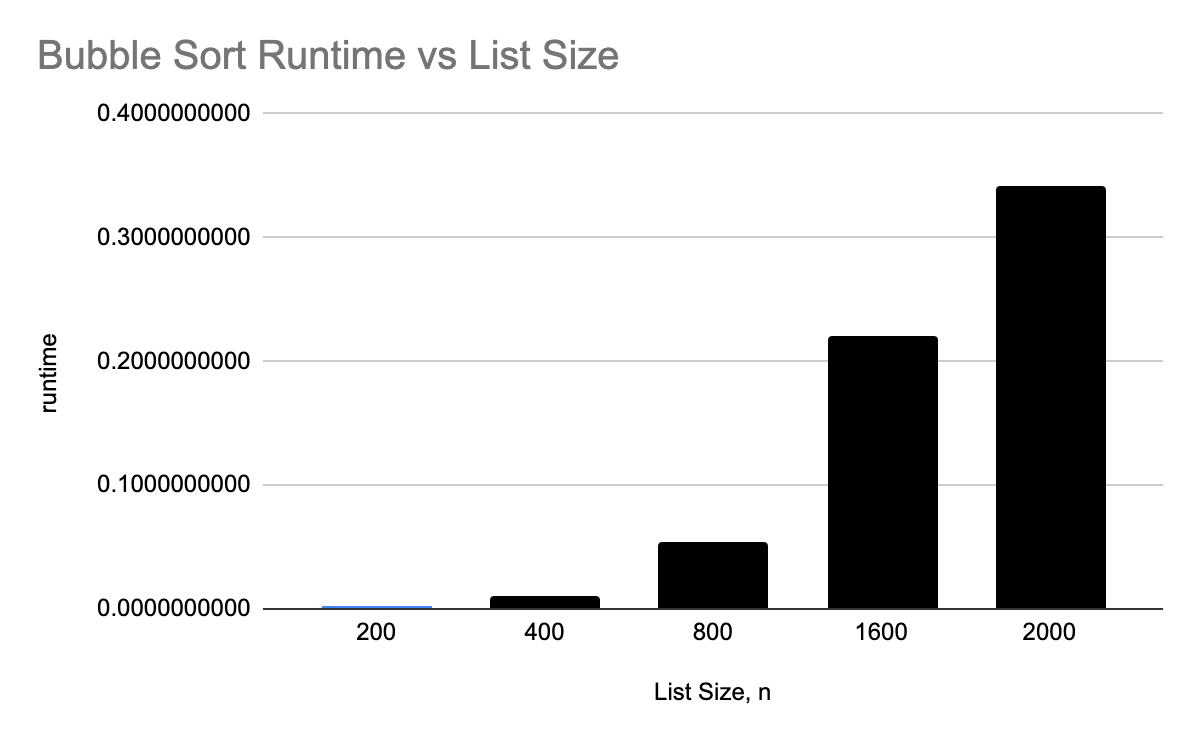 Bubble Sort Runtime vs List Size
0.4000000000
0.3000000000
0.2000000000
0.1000000000
0.0000000000
runtime
200 400 800 1600 2000
List Size, n